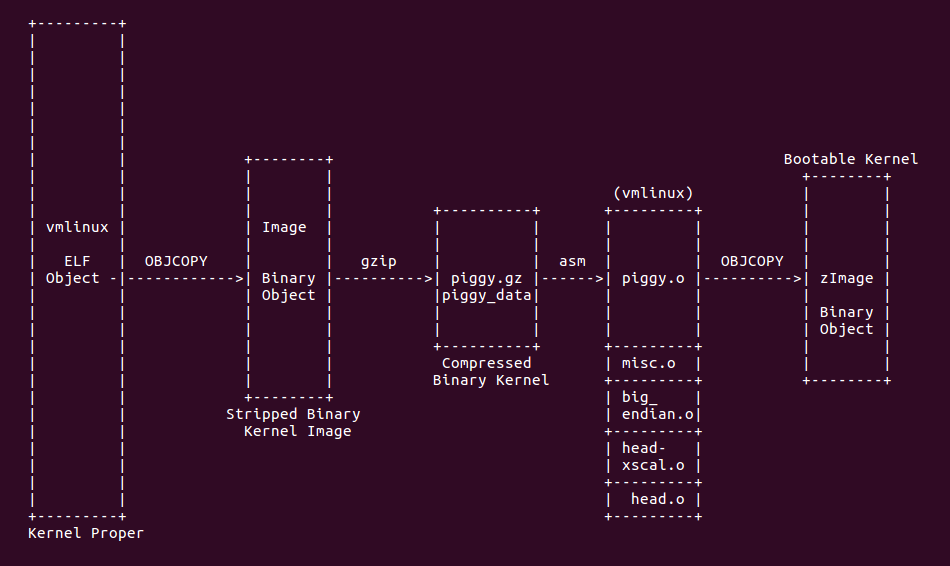 Bootable Kernel
(vmlinux)
vmlinux
Image
ELF
OBJCOPY
gzip
asm
OBJCOPY
Object
Binary
piggy.gz
piggy.o
zImage
Object
piggy_data
Binary
Object
Compressed
misc.o
Binary Kernel
big_
Stripped Binary
endian.o
Kernel Image
head-
xscal.o
head.o
Kernel Proper